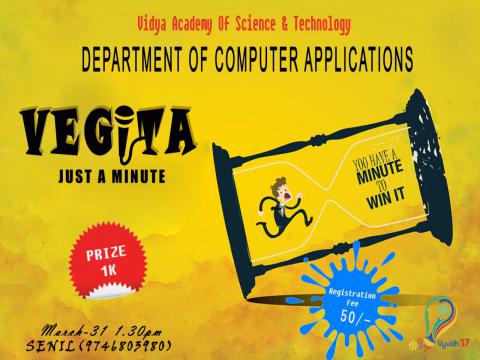 Vidya Academy Of Science & Technology
DEPARTMENT OF COMPUTER APPLICATIONS
VEGITA
JUST A MINUTE
YOU HAVE A
MINUTE
TO
WIN IT
PRIZE
1K
Registration
Fee
50/-
March-31 1.30pm
SENIL(9746803980)
Vyvidh'17